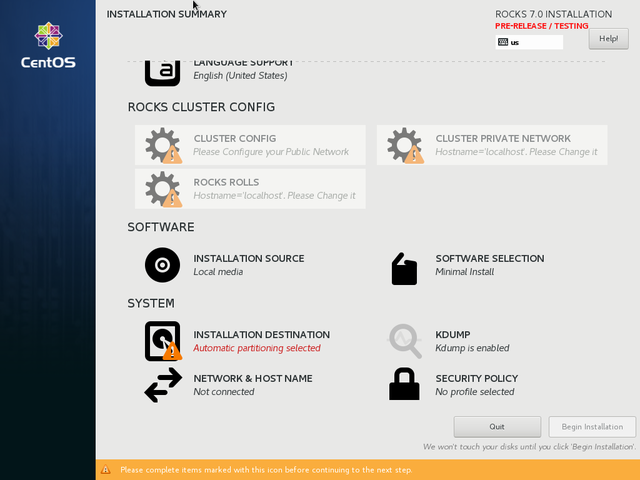 INSTALLATION SUMMARY
ROCKS 7.0 INSTALLATION
PRE-RELEASE / TESTING
us
Help!
CentOS
LANGUAGE SUPPORT
English (United States)
ROCKS CLUSTER CONFIG
CLUSTER CONFIG
Please Configure your Public Network
CLUSTER PRIVATE NETWORK
Hostname='localhost'. Please Change it
ROCKS ROLLS
Hostname='localhost'. Please Change it
SOFTWARE
INSTALLATION SOURCE
Local media
SOFTWARE SELECTION
Minimal Install
SYSTEM
INSTALLATION DESTINATION
Automatic partitioning selected
KDUMP
Kdump is enabled
NETWORK & HOST NAME
Not connected
SECURITY POLICY
No profile selected
Quit
Begin Installation
We won't touch your disks until you click 'Begin Installation'.
Please complete items marked with this icon before continuing to the next step.